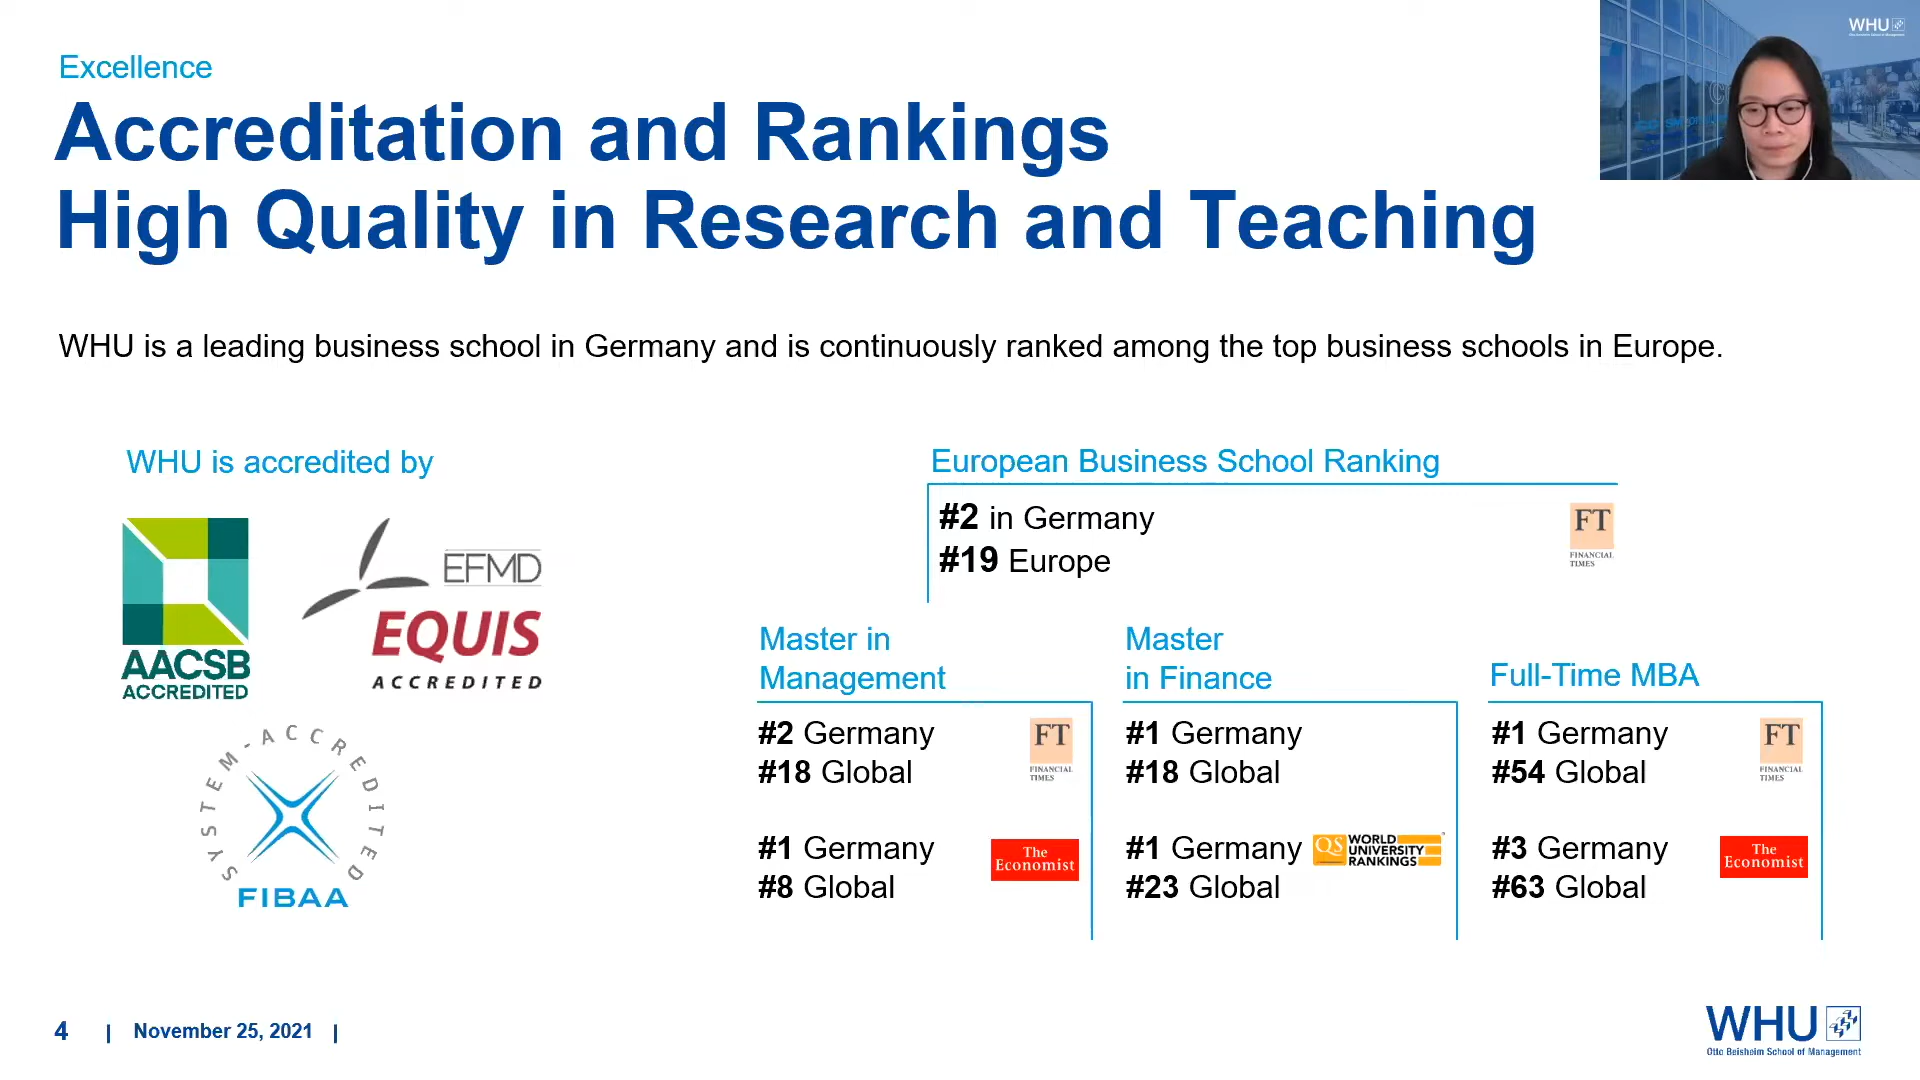 Excellence
Accreditation and Rankings
High Quality in Research and Teaching
WHU
WHU is a leading business school in Germany and is continuously ranked among the top business schools in Europe.
WHU is accredited by
AACSB
ACCREDITED
EFMD
EQUIS
ACCREDITED
SYSTEM-ACCREDITED
FIBAA
European Business School Ranking
#2 in Germany
#19 Europe
FT
FINANCIAL
TIMES
Master in
Management
#2 Germany
#18 Global
FT
FINANCIAL
TIMES
#1 Germany
#8 Global
The
Economist
Master
in Finance
#1 Germany
#18 Global
#1 Germany
#23 Global
QS WORLD
UNIVERSITY
RANKINGS
Full-Time MBA
#1 Germany
#54 Global
FT
FINANCIAL
TIMES
#3 Germany
#63 Global
The
Economist
4 | November 25, 2021 |
WHU
Otto Beisheim School of Management